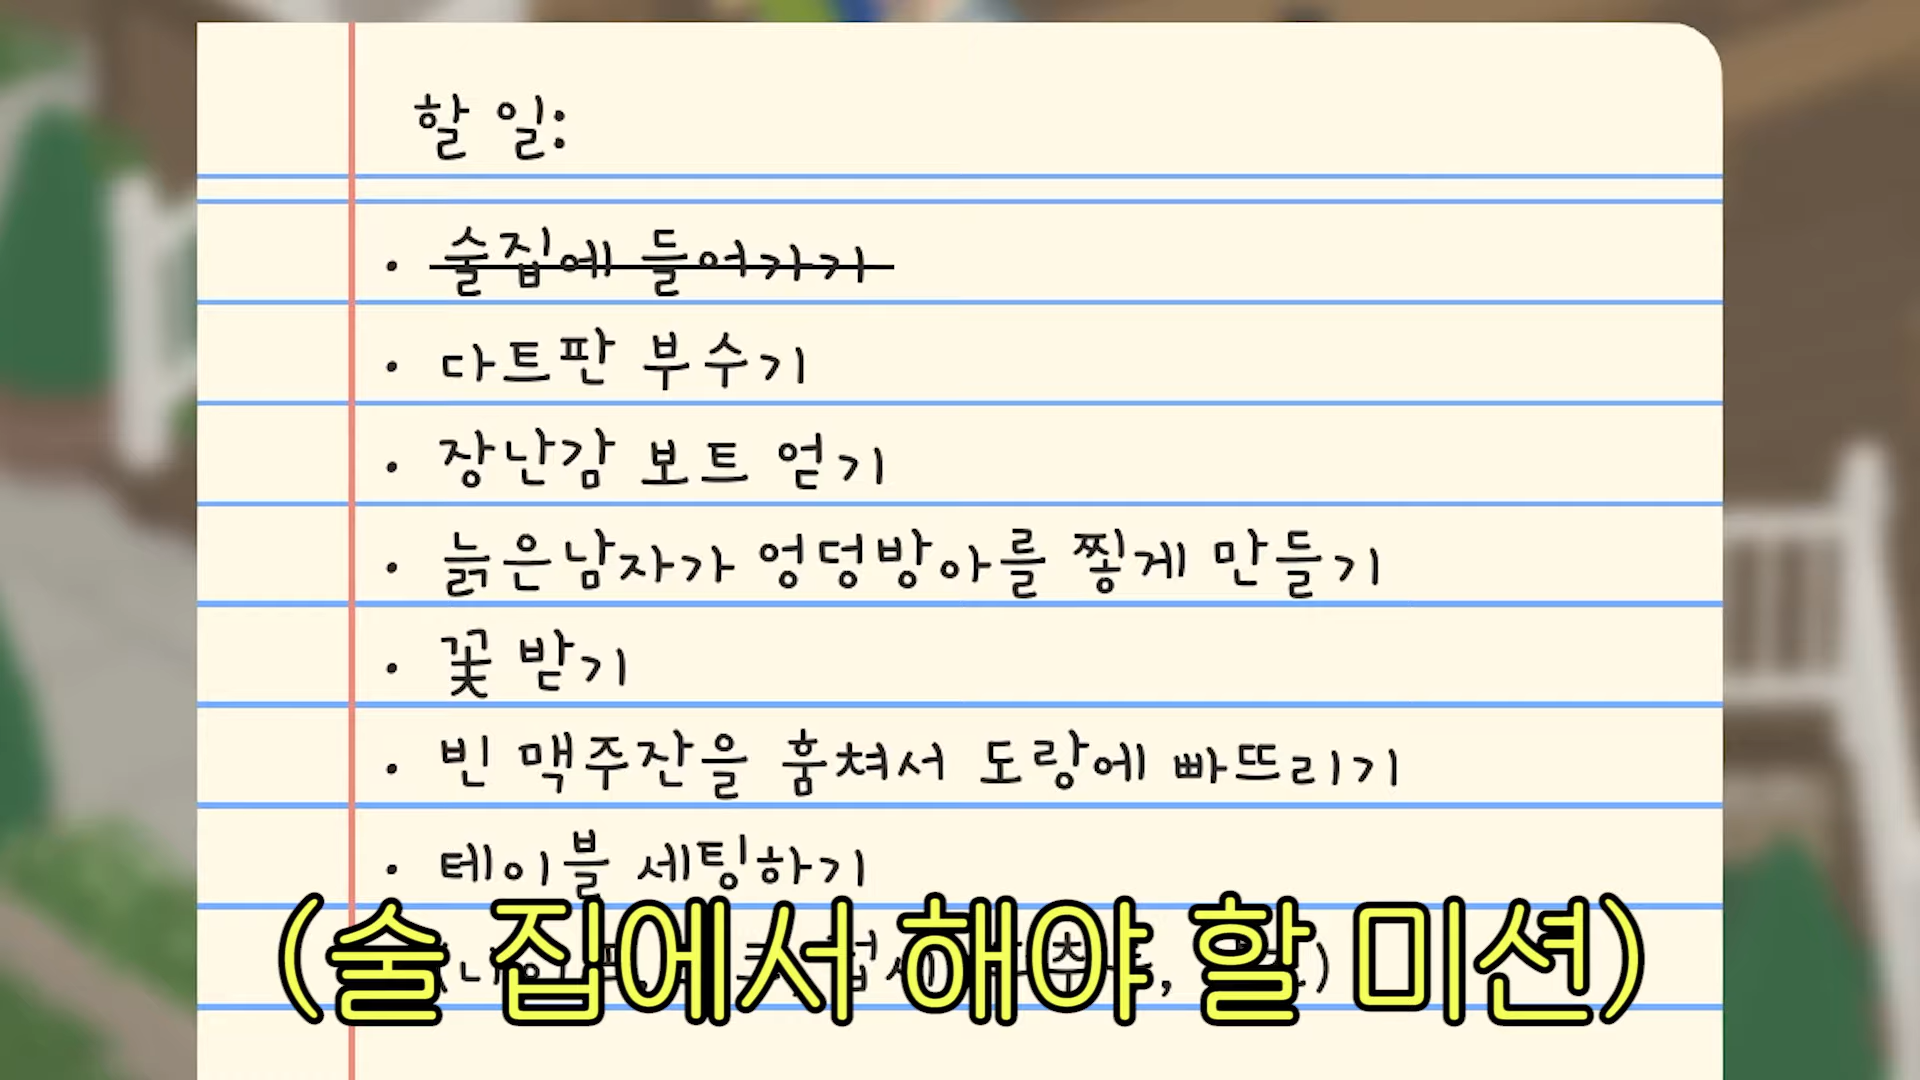 할 일:
• 술집에 들어가기
• 다트판 부수기
• 장난감 보트 얻기
• 늙은남자가 엉덩방아를 찧게 만들기
• 꽃 받기
• 빈 맥주잔을 훔쳐서 도랑에 빠뜨리기
• 테이블 세팅하기
(술 집에서 해야 할 미션)